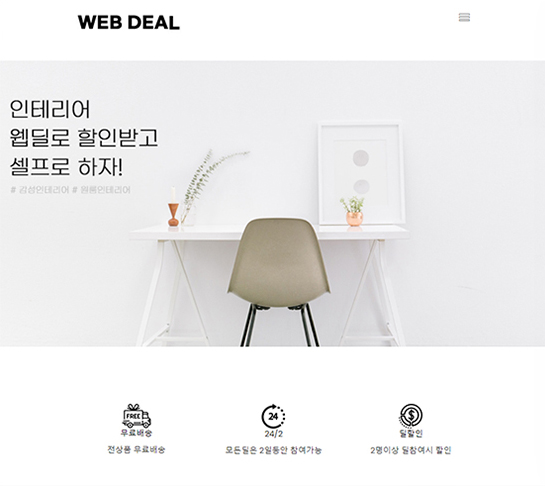 WEB DEAL
인테리어
웹딜로 할인받고
셀프로 하자!
# 감성인테리어 # 원룸인테리어
FREE
24
$
무료배송
24/2
딜할인
전상품 무료배송
모든딜은 2일동안 참여가능
2명이상 딜참여시 할인